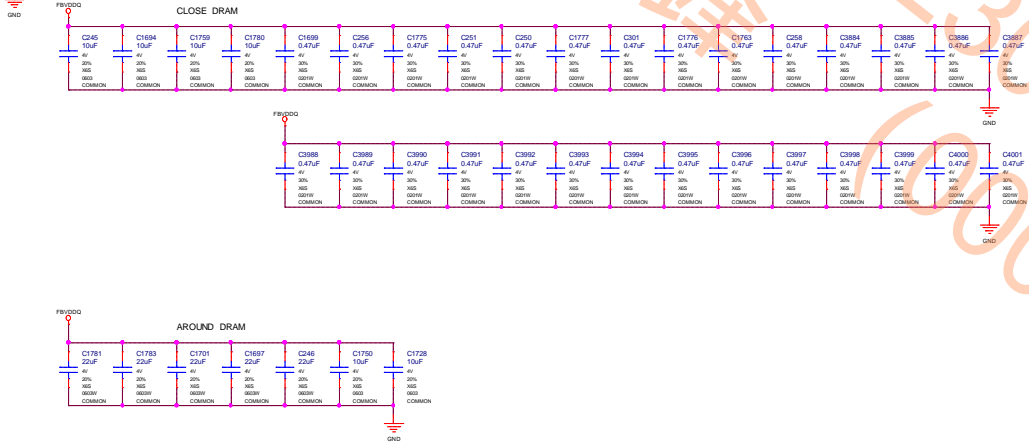 GND
FBVDDQ
CLOSE DRAM
C245 C1694 C1759 C1780 C1699 C256 C1775 C251 C250 C1777 C301 C1776 C1763 C258 C3884 C3885 C3886 C3887
10uF 10uF 10uF 10uF 0.47uF 0.47uF 0.47uF 0.47uF 0.47uF 0.47uF 0.47uF 0.47uF 0.47uF 0.47uF 0.47uF 0.47uF 0.47uF 0.47uF
4V 4V 4V 4V 4V 4V 4V 4V 4V 4V 4V 4V 4V 4V 4V 4V 4V 4V
20% 20% 20% 20% 30% 30% 30% 30% 30% 30% 30% 30% 30% 30% 30% 30% 30% 30%
X6S X6S X6S X6S X6S X6S X6S X6S X6S X6S X6S X6S X6S X6S X6S X6S X6S X6S
0603 0603 0603 0603 0201W 0201W 0201W 0201W 0201W 0201W 0201W 0201W 0201W 0201W 0201W 0201W 0201W 0201W
COMMON COMMON COMMON COMMON COMMON COMMON COMMON COMMON COMMON COMMON COMMON COMMON COMMON COMMON COMMON COMMON COMMON COMMON
GND
FBVDDQ
C3988 C3989 C3990 C3991 C3992 C3993 C3994 C3995 C3996 C3997 C3998 C3999 C4000 C4001
0.47uF 0.47uF 0.47uF 0.47uF 0.47uF 0.47uF 0.47uF 0.47uF 0.47uF 0.47uF 0.47uF 0.47uF 0.47uF 0.47uF
4V 4V 4V 4V 4V 4V 4V 4V 4V 4V 4V 4V 4V 4V
30% 30% 30% 30% 30% 30% 30% 30% 30% 30% 30% 30% 30% 30%
X6S X6S X6S X6S X6S X6S X6S X6S X6S X6S X6S X6S X6S X6S
0201W 0201W 0201W 0201W 0201W 0201W 0201W 0201W 0201W 0201W 0201W 0201W 0201W 0201W
COMMON COMMON COMMON COMMON COMMON COMMON COMMON COMMON COMMON COMMON COMMON COMMON COMMON COMMON
GND
FBVDDQ
AROUND DRAM
C1781 C1783 C1701 C1697 C246 C1750 C1728
22uF 22uF 22uF 22uF 22uF 10uF 10uF
4V 4V 4V 4V 4V 4V 4V
20% 20% 20% 20% 20% 20% 20%
X6S X6S X6S X6S X6S X6S X6S
0603W 0603W 0603W 0603W 0603W 0603 0603
COMMON COMMON COMMON COMMON COMMON COMMON COMMON
GND